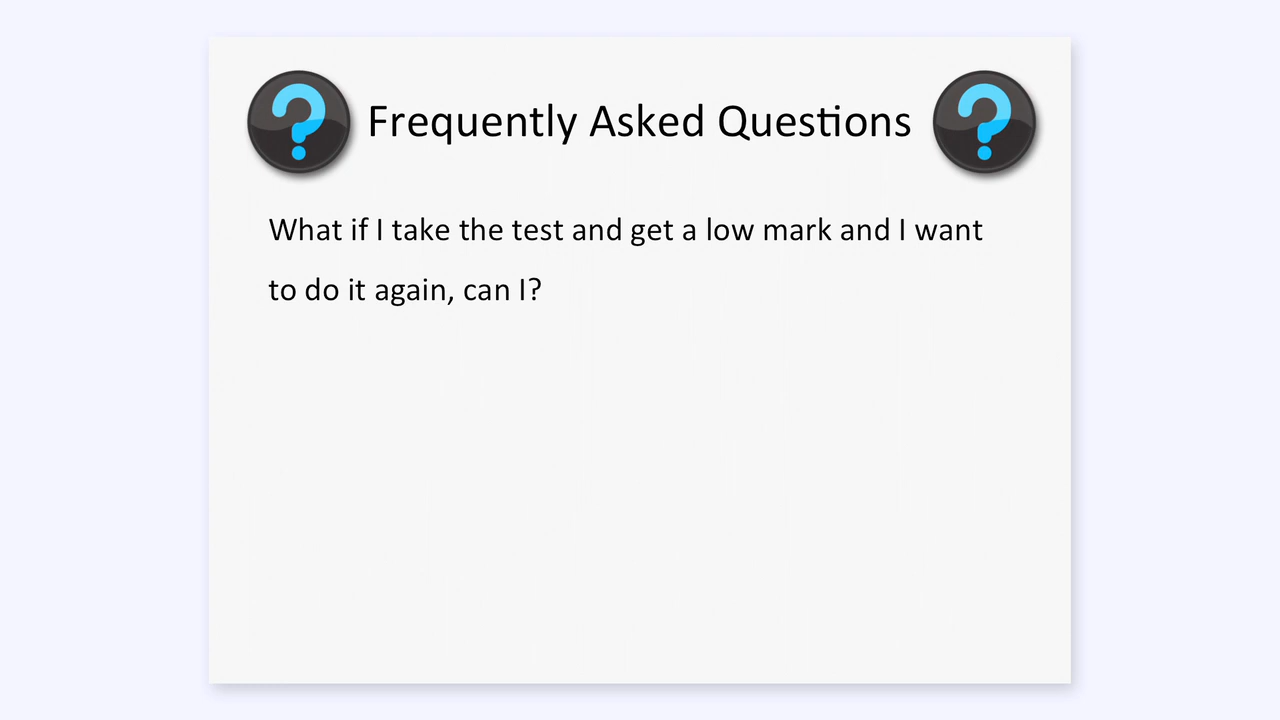 Frequently Asked Questions
What if I take the test and get a low mark and I want
to do it again, can I?